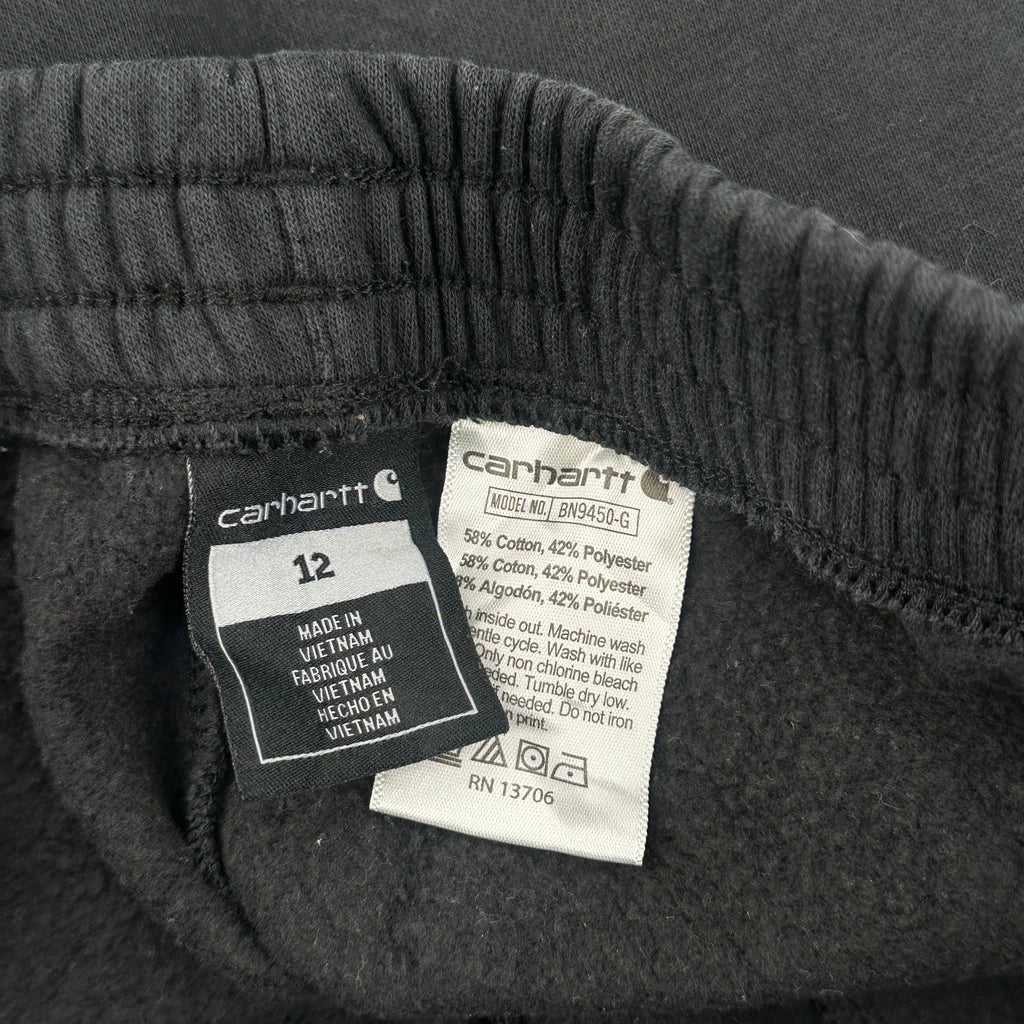 carhartt
12
MADE IN
VIETNAM
FABRIQUE AU
VIETNAM
HECHO EN
VIETNAM
carhartt
MODEL NO. BN9450-G
58% Cotton, 42% Polyester
58% Coton, 42% Polyester
8% Algodón, 42% Poliéster
inside out. Machine wash
cycle. Wash with like
Only non chlorine bleach
Tumble dry low.
if needed. Do not iron
print.
RN 13706